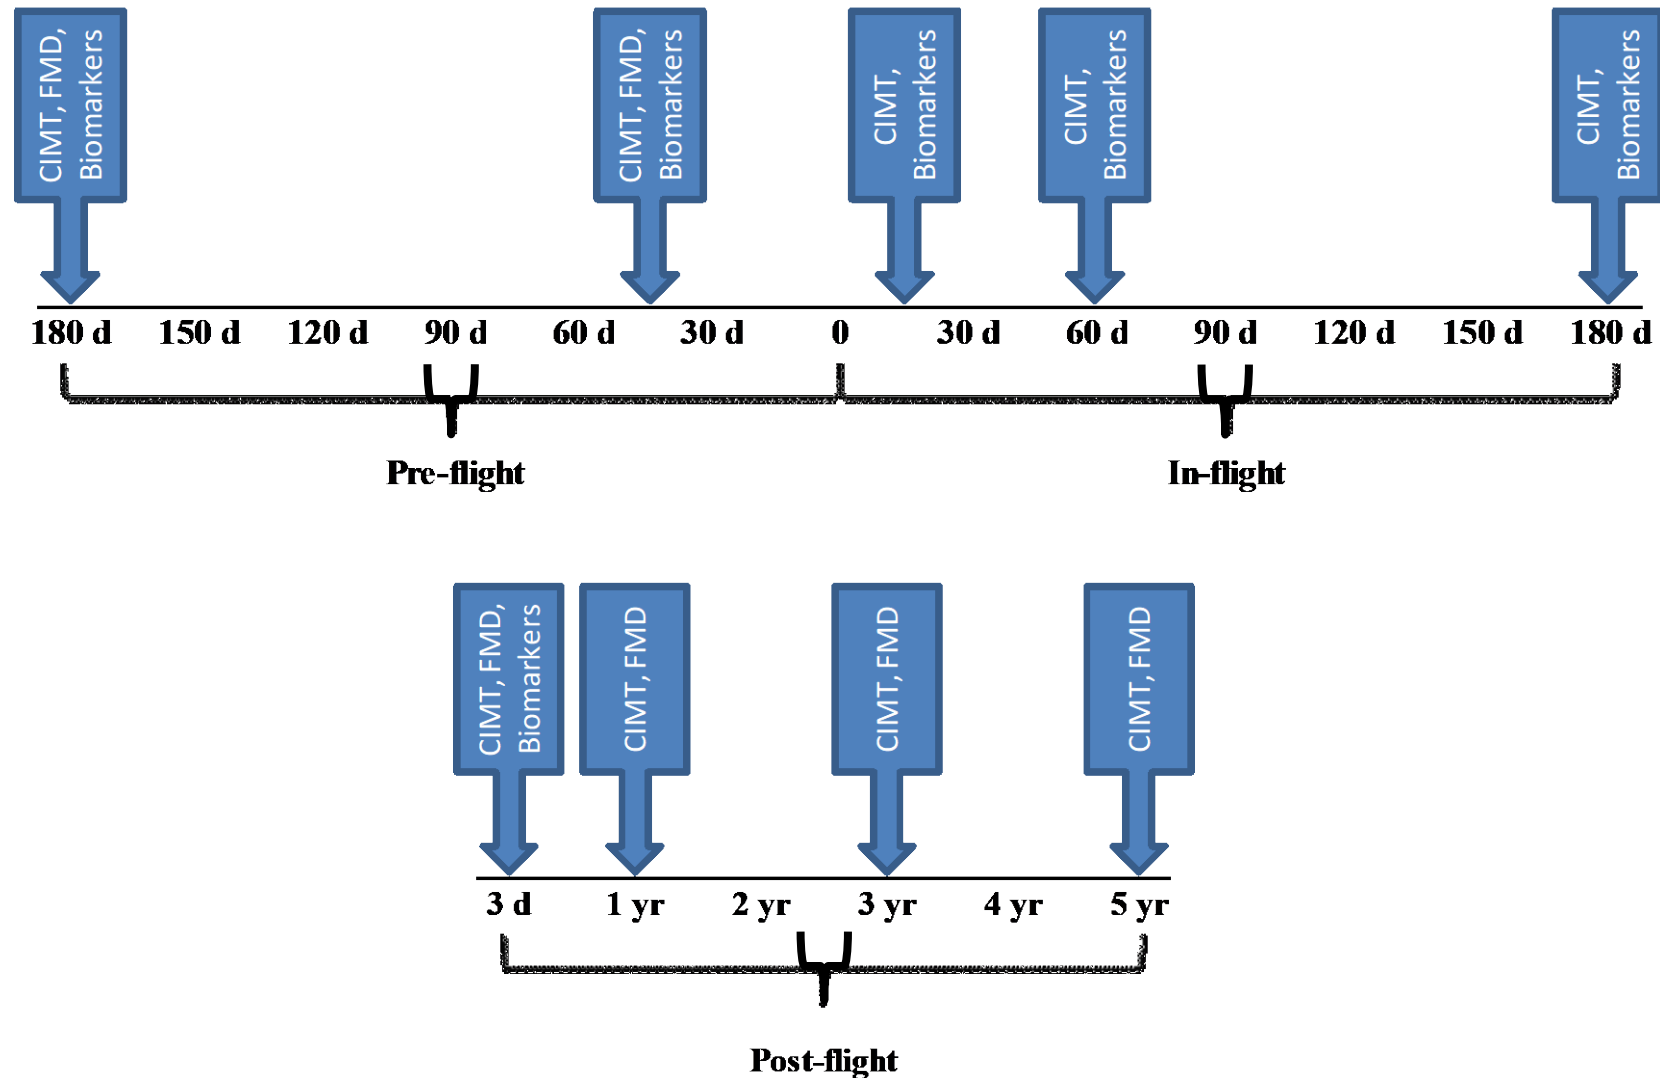 CIMT, FMD,
Biomarkers
CIMT, FMD,
Biomarkers
CIMT,
Biomarkers
CIMT,
Biomarkers
CIMT,
Biomarkers
180 d 150 d 120 d 90 d 60 d 30 d 0 30 d 60 d 90 d 120 d 150 d 180 d
Pre-flight In-flight
CIMT, FMD,
Biomarkers
CIMT, FMD
CIMT, FMD
CIMT, FMD
3 d 1 yr 2 yr 3 yr 4 yr 5 yr
Post-flight